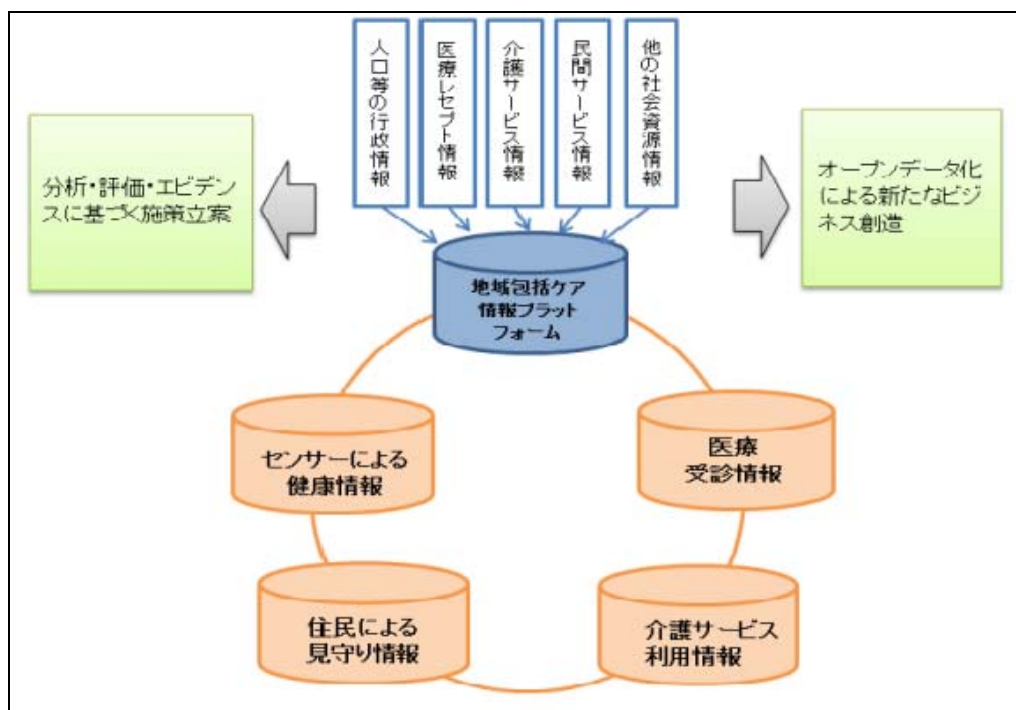 人口等の行政情報
医療レセプト情報
介護サービス情報
民間サービス情報
他の社会資源情報
分析・評価・エビデン
スに基づく施策立案
オープンデータ化
による新たなビジ
ネス創造
地域包括ケア
情報プラット
フォーム
センサーによる
健康情報
医療
受診情報
住民による
見守り情報
介護サービス
利用情報